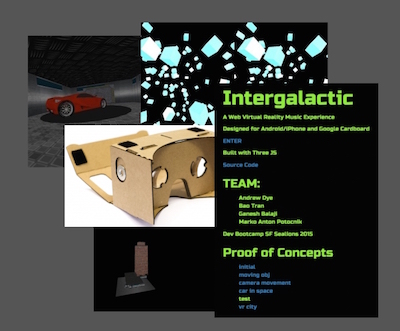 Intergalactic
A Web Virtual Reality Music Experience
Designed for Android/iPhone and Google Cardboard
ENTER
Built with Three JS
Source Code
TEAM:
Andrew Dye
Bao Tran
Ganesh Balaji
Marko Anton Potocnik
Dev Bootcamp SF Sealions 2015
Proof of Concepts
initial
moving obj
camera movement
car in space
test
vr city